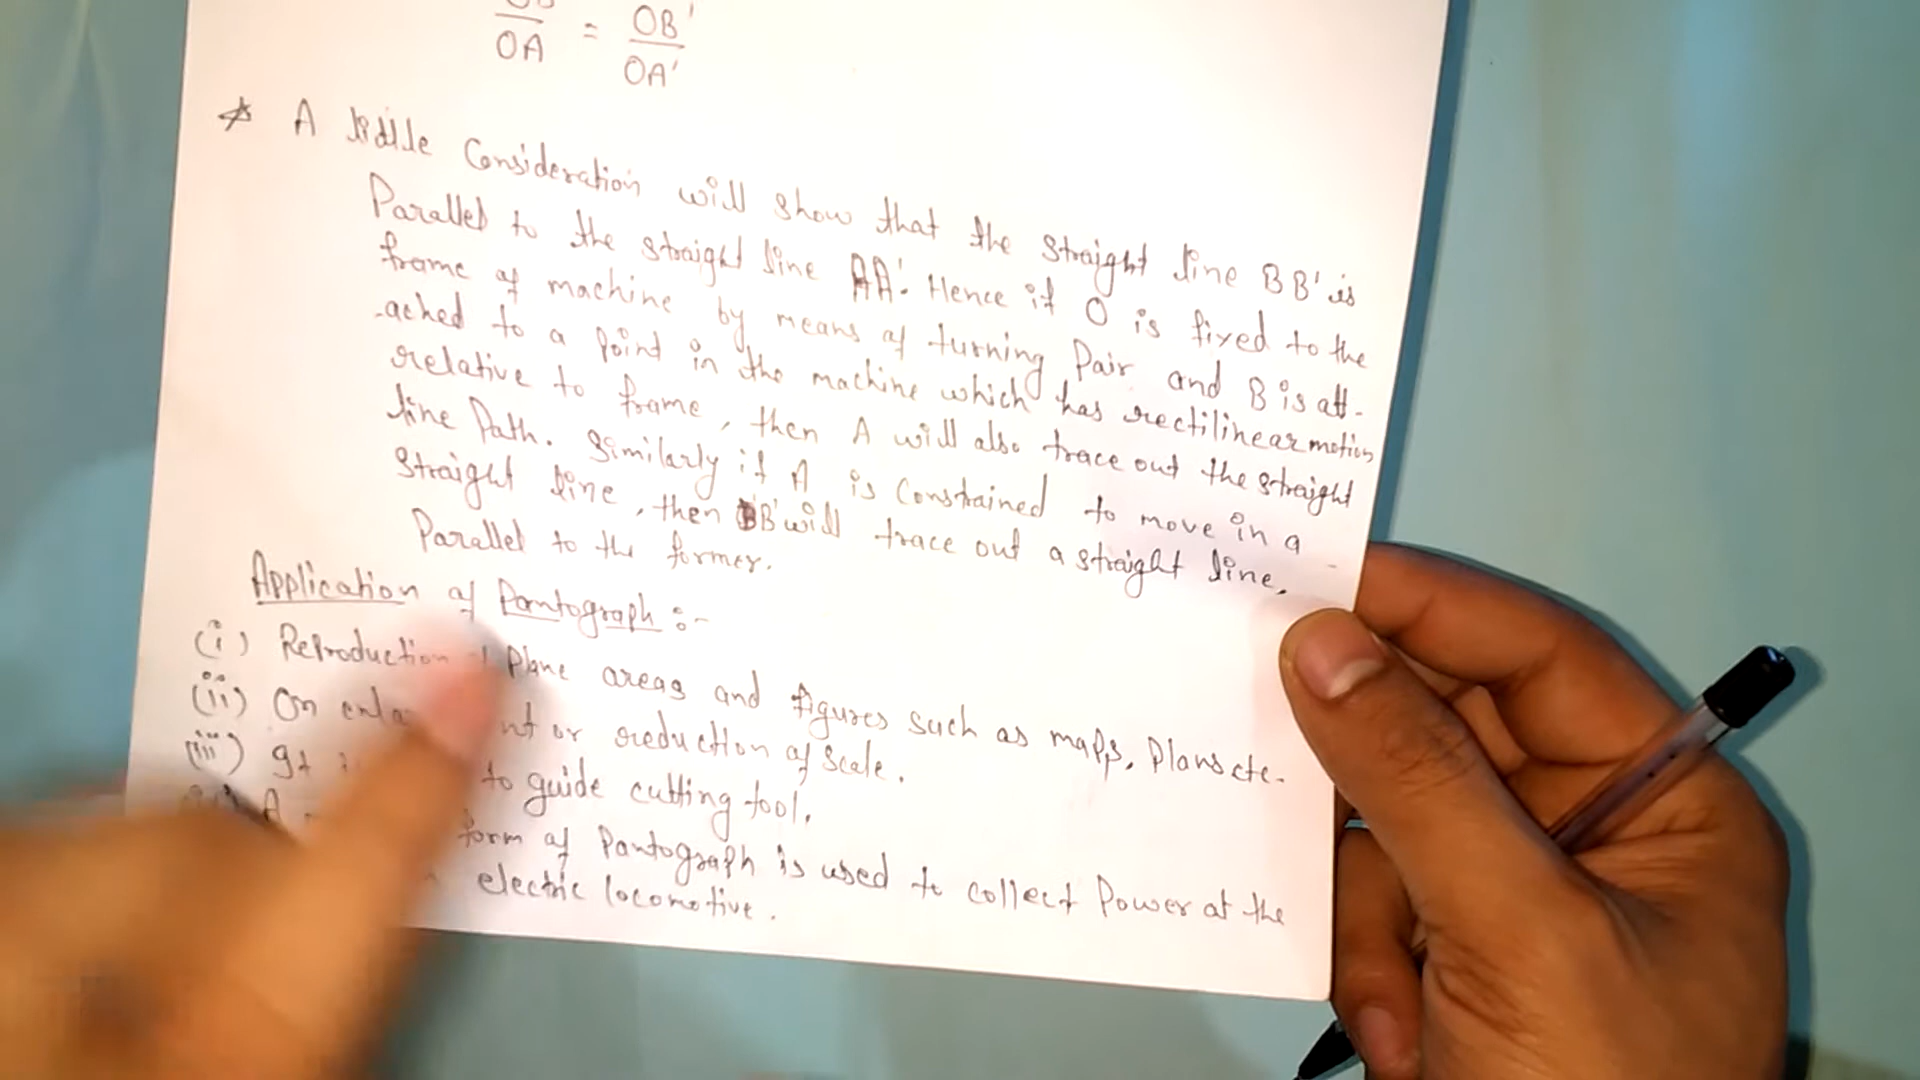 OA = OB'
OA'
* A little Consideration will show that the straight line BB' is
Parallel to the straight line AA'. Hence if O is fixed to the
frame of machine by means of turning Pair and B is att-
-ached to a point in the machine which has rectilinear motion
relative to frame, then A will also trace out the straight
line Path. Similarly if A is Constrained to move in a
straight line, then B' will trace out a straight line,
Parallel to the former.
Application of Pantograph :-
(i) Reproduction Plane areas and figures such as maps, Plans etc.
(ii) On or reduction of scale.
(iii) It to guide cutting tool.
A form of Pantograph is used to collect Power at the
electric locomotive.